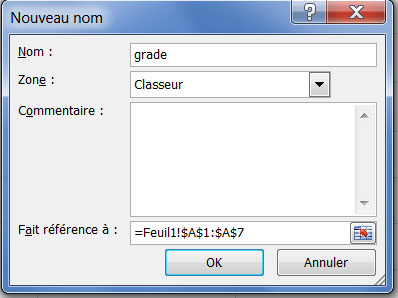 Nouveau nom
Nom : grade
Zone : Classeur
Commentaire :
Fait référence à : =Feuil1!$A$1:$A$7
OK Annuler